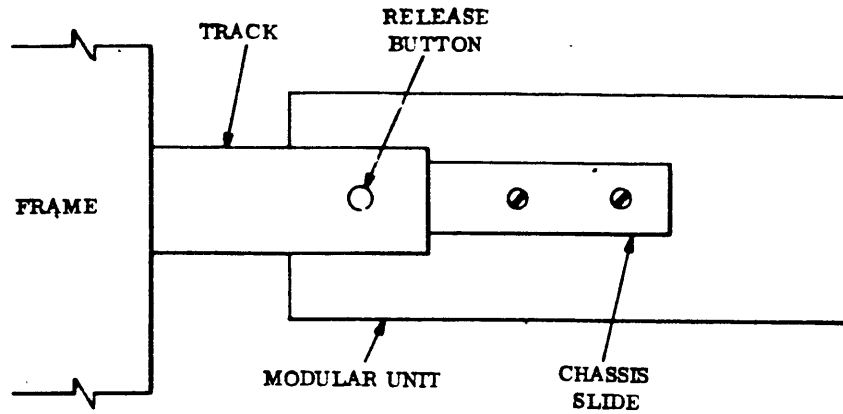 TRACK
RELEASE
BUTTON
FRAME
MODULAR UNIT
CHASSIS
SLIDE